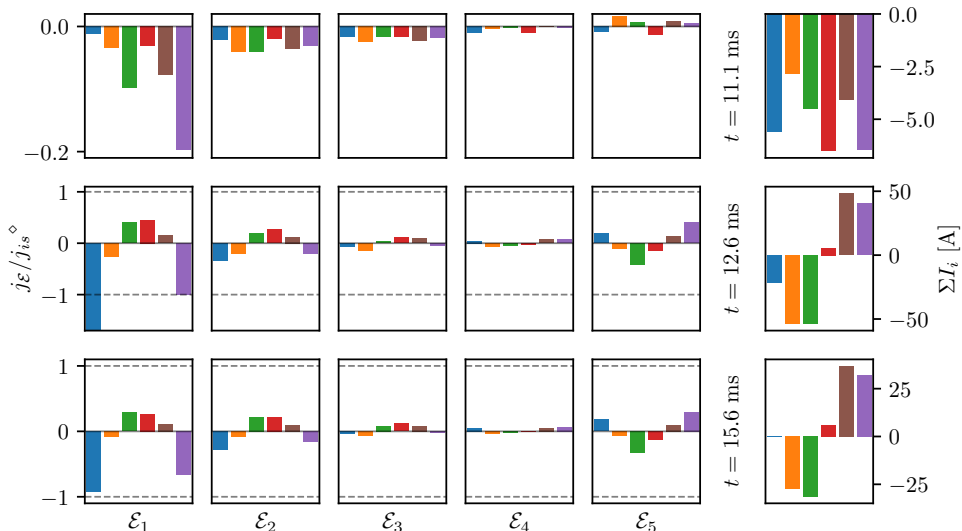 0.0
−0.2
t = 11.1 ms
0.0
−2.5
−5.0
j_ℰ/j_is^⋄
1
0
−1
t = 12.6 ms
50
0
−50
ΣI_i [A]
1
0
−1
t = 15.6 ms
25
0
−25
ℰ_1 ℰ_2 ℰ_3 ℰ_4 ℰ_5